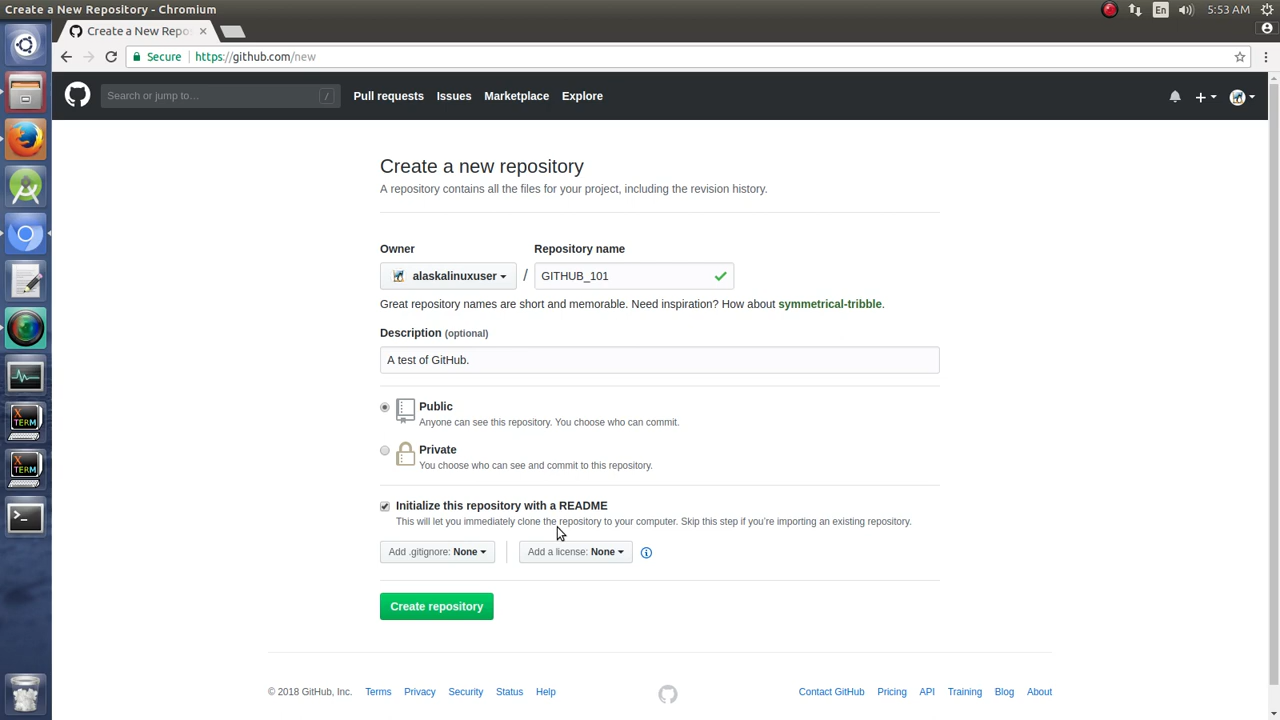 Create a New Repository - Chromium
En
5:53 AM
Create a New Repo
Secure
https://github.com/new
Search or jump to…
/
Pull requests
Issues
Marketplace
Explore
Create a new repository
A repository contains all the files for your project, including the revision history.
Owner
Repository name
alaskalinuxuser
/
GITHUB_101
Great repository names are short and memorable. Need inspiration? How about symmetrical-tribble.
Description (optional)
A test of GitHub.
Public
Anyone can see this repository. You choose who can commit.
Private
You choose who can see and commit to this repository.
Initialize this repository with a README
This will let you immediately clone the repository to your computer. Skip this step if you’re importing an existing repository.
Add .gitignore: None
Add a license: None
Create repository
© 2018 GitHub, Inc.
Terms
Privacy
Security
Status
Help
Contact GitHub
Pricing
API
Training
Blog
About
X
TERM
X
TERM